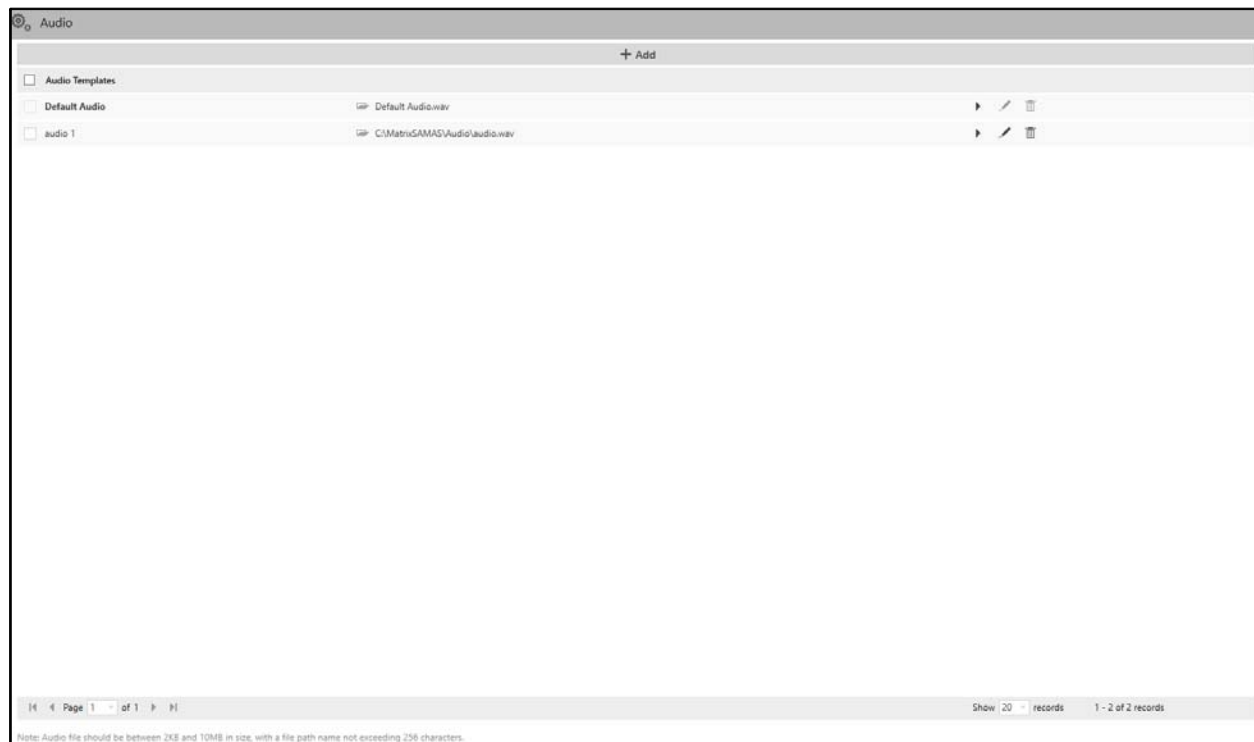 Audio
+ Add
Audio Templates
Default Audio Default Audio.wav
audio 1 C:\MatrixSAMAS\Audio\audio.wav
Page 1 of 1 Show 20 records 1 - 2 of 2 records
Note: Audio file should be between 2KB and 10MB in size, with a file path name not exceeding 256 characters.